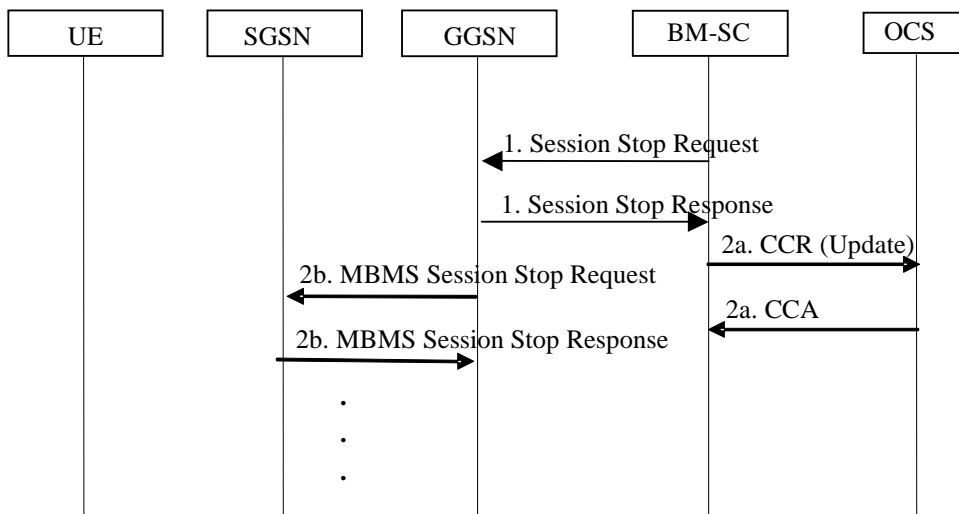 UE
SGSN
GGSN
BM-SC
OCS
1. Session Stop Request
1. Session Stop Response
2a. CCR (Update)
2b. MBMS Session Stop Request
2a. CCA
2b. MBMS Session Stop Response